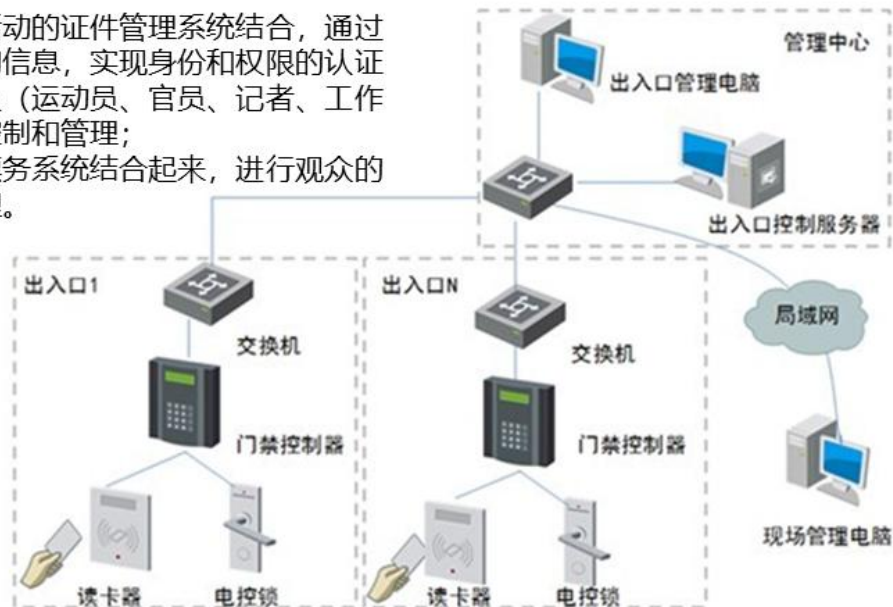 活动的证件管理系统结合，通过
的信息，实现身份和权限的认证
（运动员、官员、记者、工作
控制和管理；
票务系统结合起来，进行观众的
理。
管理中心
出入口管理电脑
出入口控制服务器
出入口1
出入口N
局域网
交换机
交换机
门禁控制器
门禁控制器
现场管理电脑
读卡器
电控锁
读卡器
电控锁